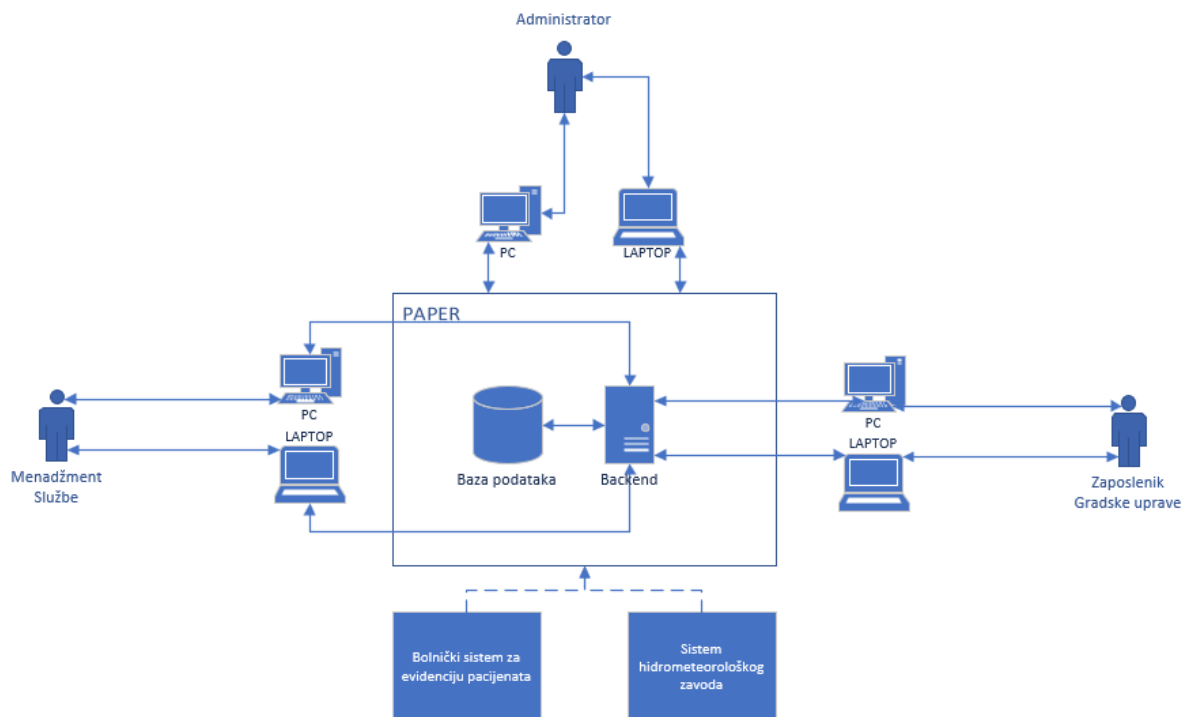 Administrator
PC
LAPTOP
PAPER
PC
LAPTOP
Menadžment
Službe
Baza podataka
Backend
PC
LAPTOP
Zaposlenik
Gradske uprave
Bolnički sistem za
evidenciju pacijenata
Sistem
hidrometeorološkog
zavoda